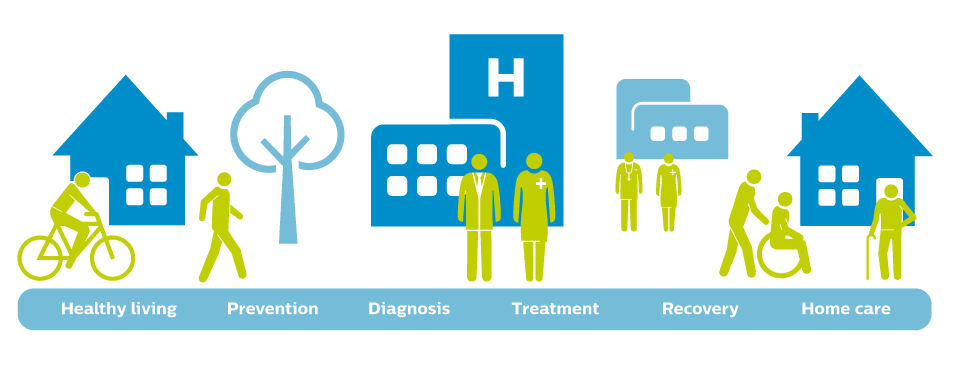 H
Healthy living
Prevention
Diagnosis
Treatment
Recovery
Home care